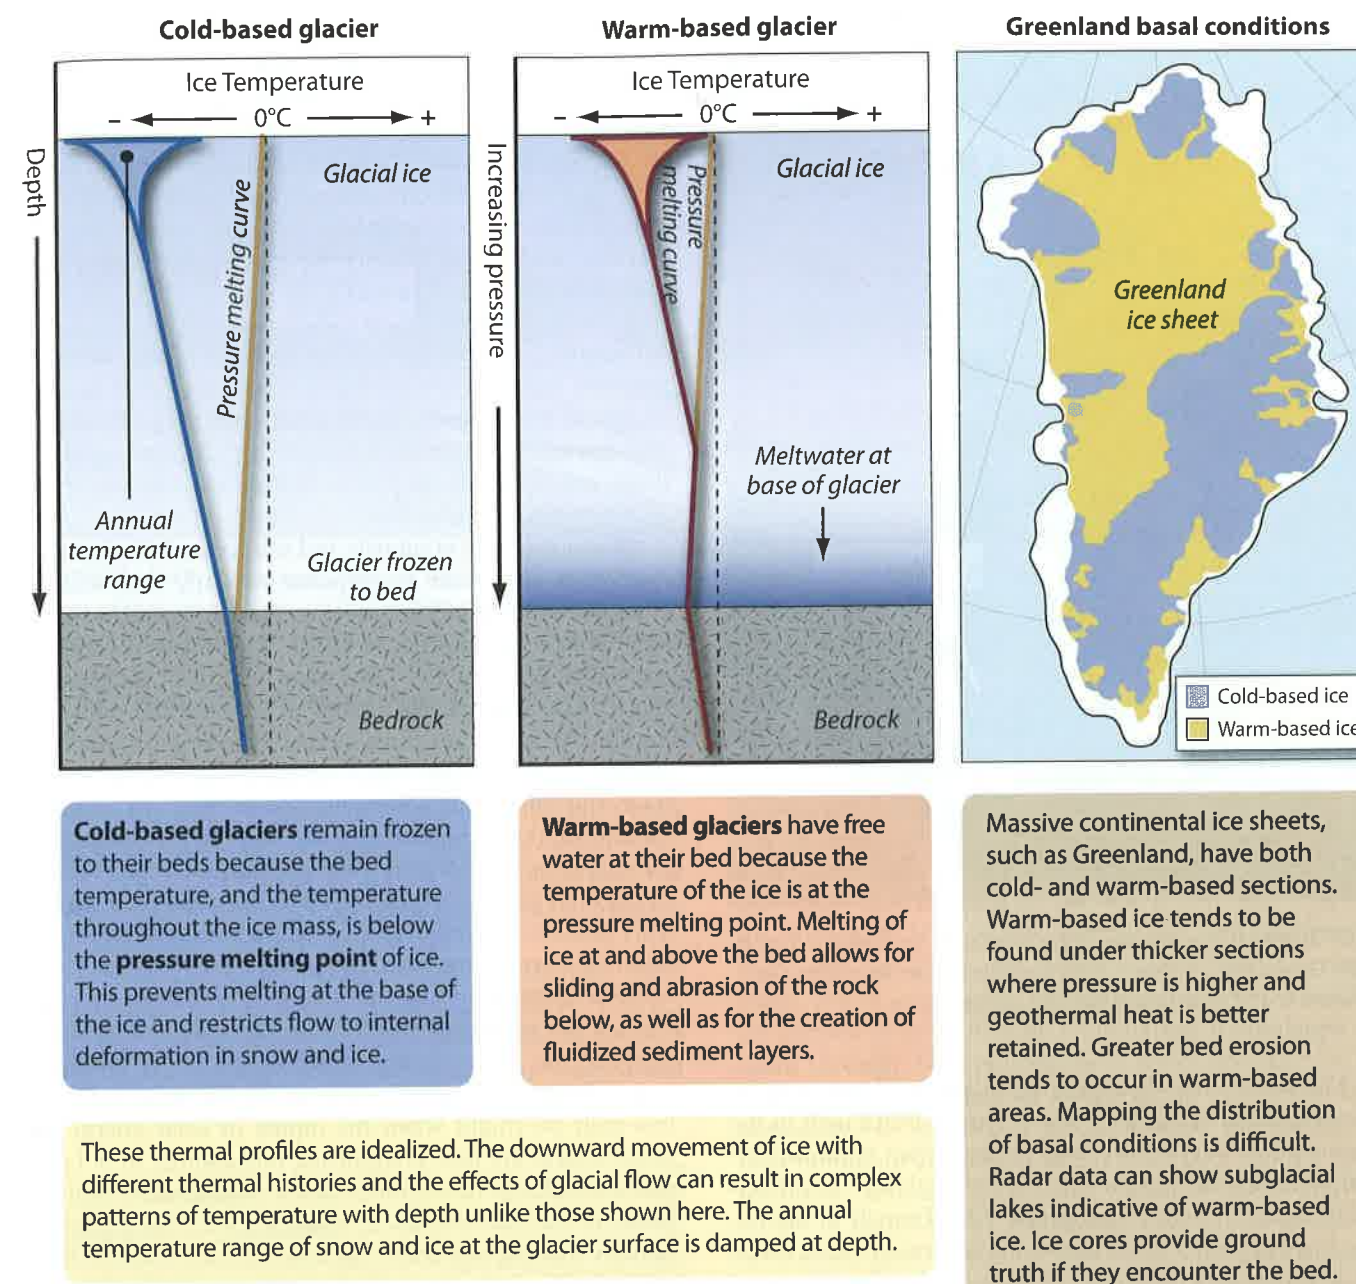 Cold-based glacier
Ice Temperature
- 0°C +
Depth
Pressure melting curve
Glacial ice
Annual
temperature
range
Glacier frozen
to bed
Bedrock
Warm-based glacier
Ice Temperature
- 0°C +
Increasing pressure
Pressure
melting curve
Glacial ice
Meltwater at
base of glacier
Bedrock
Greenland basal conditions
Greenland
ice sheet
Cold-based ice
Warm-based ice
Cold-based glaciers remain frozen
to their beds because the bed
temperature, and the temperature
throughout the ice mass, is below
the pressure melting point of ice.
This prevents melting at the base of
the ice and restricts flow to internal
deformation in snow and ice.
Warm-based glaciers have free
water at their bed because the
temperature of the ice is at the
pressure melting point. Melting of
ice at and above the bed allows for
sliding and abrasion of the rock
below, as well as for the creation of
fluidized sediment layers.
Massive continental ice sheets,
such as Greenland, have both
cold- and warm-based sections.
Warm-based ice tends to be
found under thicker sections
where pressure is higher and
geothermal heat is better
retained. Greater bed erosion
tends to occur in warm-based
areas. Mapping the distribution
of basal conditions is difficult.
Radar data can show subglacial
lakes indicative of warm-based
ice. Ice cores provide ground
truth if they encounter the bed.
These thermal profiles are idealized. The downward movement of ice with
different thermal histories and the effects of glacial flow can result in complex
patterns of temperature with depth unlike those shown here. The annual
temperature range of snow and ice at the glacier surface is damped at depth.